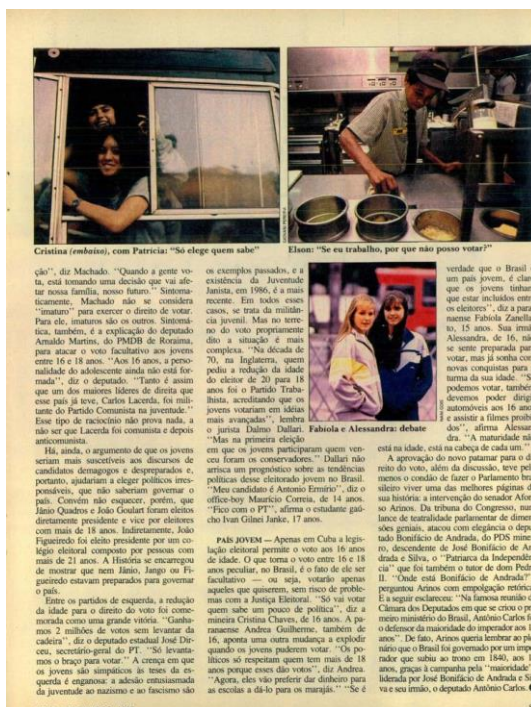 Cristina (embaixo), com Patrícia: "Só elege quem sabe"
Elson: "Se eu trabalho, por que não posso votar?"
ção", diz Machado. "Quando a gente vo-
ta, está tomando uma decisão que vai afe-
tar nossa família, nosso futuro." Sintoma-
ticamente, Machado não se considera
"imaturo" para exercer o direito de votar.
Para ele, imaturos são os outros. Sintomá-
tica, também, é a explicação do deputado
Arnaldo Martins, do PMDB de Roraima,
para atacar o voto facultativo aos jovens
entre 16 e 18 anos. "Aos 16 anos, a perso-
nalidade do adolescente ainda não está for-
mada", diz o deputado. "Tanto é assim
que um dos maiores líderes de direita que
esse país já teve, Carlos Lacerda, foi mili-
tante do Partido Comunista na juventude."
Esse tipo de raciocínio não prova nada, a
não ser que Lacerda foi comunista e depois
anticomunista.
Há, ainda, o argumento de que os jovens
seriam mais suscetíveis aos discursos de
candidatos demagogos e despreparados e,
portanto, ajudariam a eleger políticos irres-
ponsáveis, que não saberiam governar o
país. Convém não esquecer, porém, que
Jânio Quadros e João Goulart foram eleitos
diretamente presidente e vice por eleitores
com mais de 18 anos. Indiretamente, João
Figueiredo foi eleito presidente por um co-
légio eleitoral composto por pessoas com
mais de 21 anos. A História se encarregou
de mostrar que nem Jânio, Jango ou Fi-
gueiredo estavam preparados para governar
o país.
Entre os partidos de esquerda, a redução
da idade para o direito do voto foi come-
morada como uma grande vitória. "Ganha-
mos 2 milhões de votos sem levantar da
cadeira", diz o deputado estadual José Dir-
ceu, secretário-geral do PT. "Só levanta-
mos o braço para votar." A crença em que
os jovens são simpáticos às teses da es-
querda é enganosa: a adesão entusiasmada
da juventude ao nazismo e ao fascismo são
os exemplos passados, e a
existência da Juventude
Janista, em 1986, é a mais
recente. Em todos esses
casos, se trata da militân-
cia juvenil. Mas no terre-
no do voto propriamente
dito a situação é mais
complexa. "Na década de
70, na Inglaterra, quem
pediu a redução da idade
do eleitor de 20 para 18
anos foi o Partido Traba-
lhista, acreditando que os
jovens votariam em idéias
mais avançadas", lembra
o jurista Dalmo Dallari.
"Mas na primeira eleição
em que os jovens participaram quem ven-
ceu foram os conservadores." Dallari não
arrisca um prognóstico sobre as tendências
políticas desse eleitorado jovem no Brasil.
"Meu candidato é Antonio Ermírio", diz o
office-boy Maurício Correia, de 14 anos.
"Fico com o PT", afirma o estudante gaú-
cho Ivan Gilnei Janke, 17 anos.
PAÍS JOVEM — Apenas em Cuba a legis-
lação eleitoral permite o voto aos 16 anos
de idade. O que torna o voto entre 16 e 18
anos peculiar, no Brasil, é o fato de ele ser
facultativo — ou seja, votarão apenas
aqueles que quiserem, sem risco de proble-
mas com a Justiça Eleitoral. "Só vai votar
quem sabe um pouco de política", diz a
mineira Cristina Chaves, de 16 anos. A pa-
ranaense Andrea Guilherme, também de
16, aponta uma outra mudança a explodir
quando os jovens puderem votar. "Os po-
líticos só respeitam quem tem mais de 18
anos porque esses dão votos", diz Andrea.
"Agora, eles vão preferir dar dinheiro para
as escolas a dá-lo para os marajás." "Se é
Fabíola e Alessandra: debate
verdade que o Brasil
um país jovem, é clar
que os jovens tinham
que estar incluídos entr
os eleitores", diz a para
naense Fabíola Zanella
to, 15 anos. Sua irmã
Alessandra, de 16, não
se sente preparada para
votar, mas já sonha com
novas conquistas para
turma da sua idade. "S
podemos votar, também
devemos poder dirigi
automóveis aos 16 anos
e assistir a filmes proibi
dos", afirma Alessan
dra. "A maturidade nã
está na idade, está na cabeça de cada um."
A aprovação do novo patamar para o di
reito do voto, além da discussão, teve pel
menos o condão de fazer o Parlamento bra
sileiro viver uma das melhores páginas d
sua história: a intervenção do senador Afon
so Arinos. Da tribuna do Congresso, num
lance de teatralidade parlamentar de dimen
sões geniais, atacou com elegância o depu
tado Bonifácio de Andrada, do PDS minei
ro, descendente de José Bonifácio de An
drada e Silva, o "Patriarca da Independên
cia" que foi também o tutor de dom Pedr
II. "Onde está Bonifácio de Andrada?"
perguntou Arinos com empolgação retórica
E a seguir esclareceu: "Na famosa reunião d
Câmara dos Deputados em que se criou o pri
meiro ministério do Brasil, Antônio Carlos fo
o defensor da maioridade do imperador aos 1
anos". De fato, Arinos queria lembrar ao ple
nário que o Brasil foi governado por um impe
rador que subiu ao trono em 1840, aos 1
anos, graças à campanha pela "maioridade"
liderada por José Bonifácio de Andrada e Sil
va e seu irmão, o deputado Antônio Carlos.